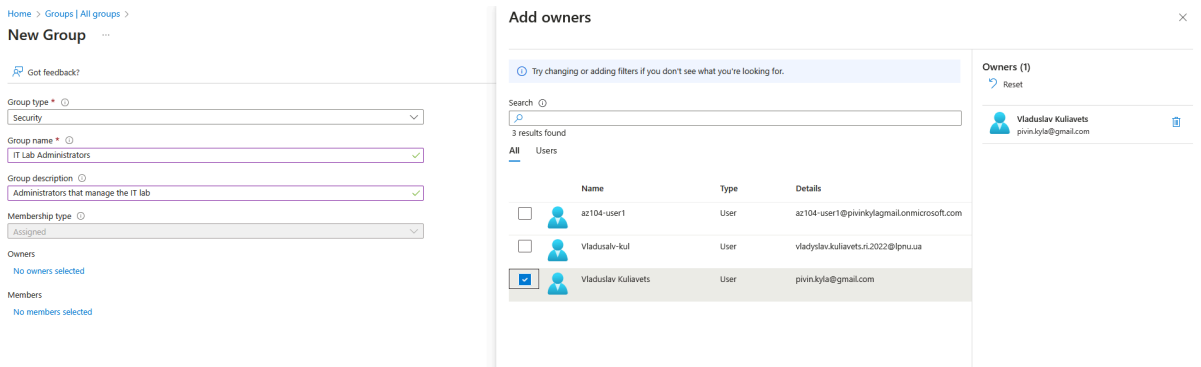 Home > Groups | All groups >
New Group ...
Got feedback?
Group type *
Security
Group name *
IT Lab Administrators
Group description
Administrators that manage the IT lab
Membership type
Assigned
Owners
No owners selected
Members
No members selected
Add owners
Try changing or adding filters if you don't see what you're looking for.
Search
3 results found
All Users
Name Type Details
az104-user1 User az104-user1@pivinkylagmail.onmicrosoft.com
Vladusalv-kul User vladyslav.kuliavets.ri.2022@lpnu.ua
Vladuslav Kuliavets User pivin.kyla@gmail.com
Owners (1)
Reset
Vladuslav Kuliavets
pivin.kyla@gmail.com